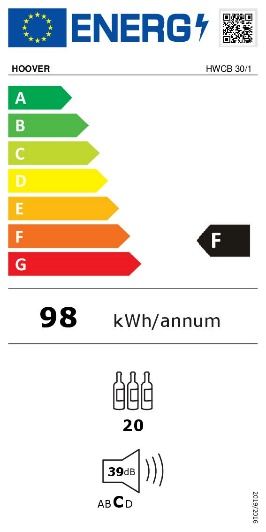 ENERG
HOOVER HWCB 30/1
A
B
C
D
E
F F
G
98 kWh/annum
20
39dB
ABCD
2019/2016